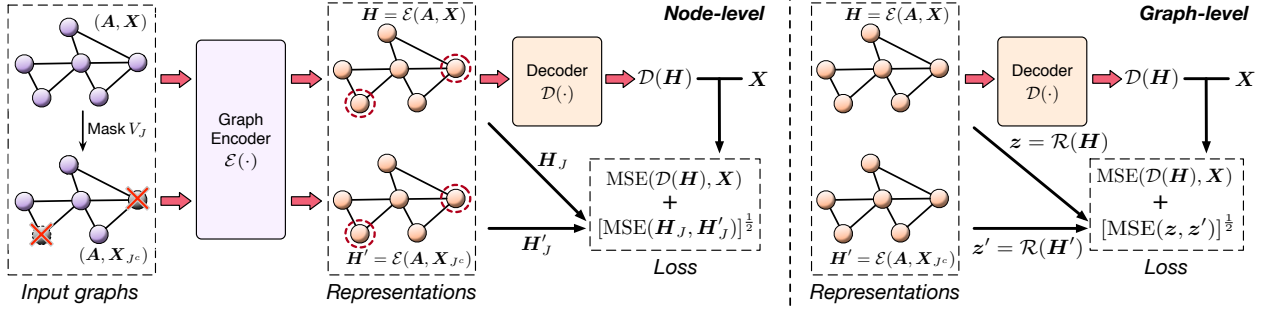 (A, X)
Mask V_J
(A, X_{J^c})
Input graphs
Graph
Encoder
ℰ(·)
H = ℰ(A, X)
H′ = ℰ(A, X_{J^c})
Representations
Node-level
Decoder
𝒟(·)
𝒟(H)
X
H_J
H′_J
MSE(𝒟(H), X)
+
[MSE(H_J, H′_J)]^{1/2}
Loss
Graph-level
H = ℰ(A, X)
H′ = ℰ(A, X_{J^c})
Representations
Decoder
𝒟(·)
𝒟(H)
X
z = ℛ(H)
z′ = ℛ(H′)
MSE(𝒟(H), X)
+
[MSE(z, z′)]^{1/2}
Loss